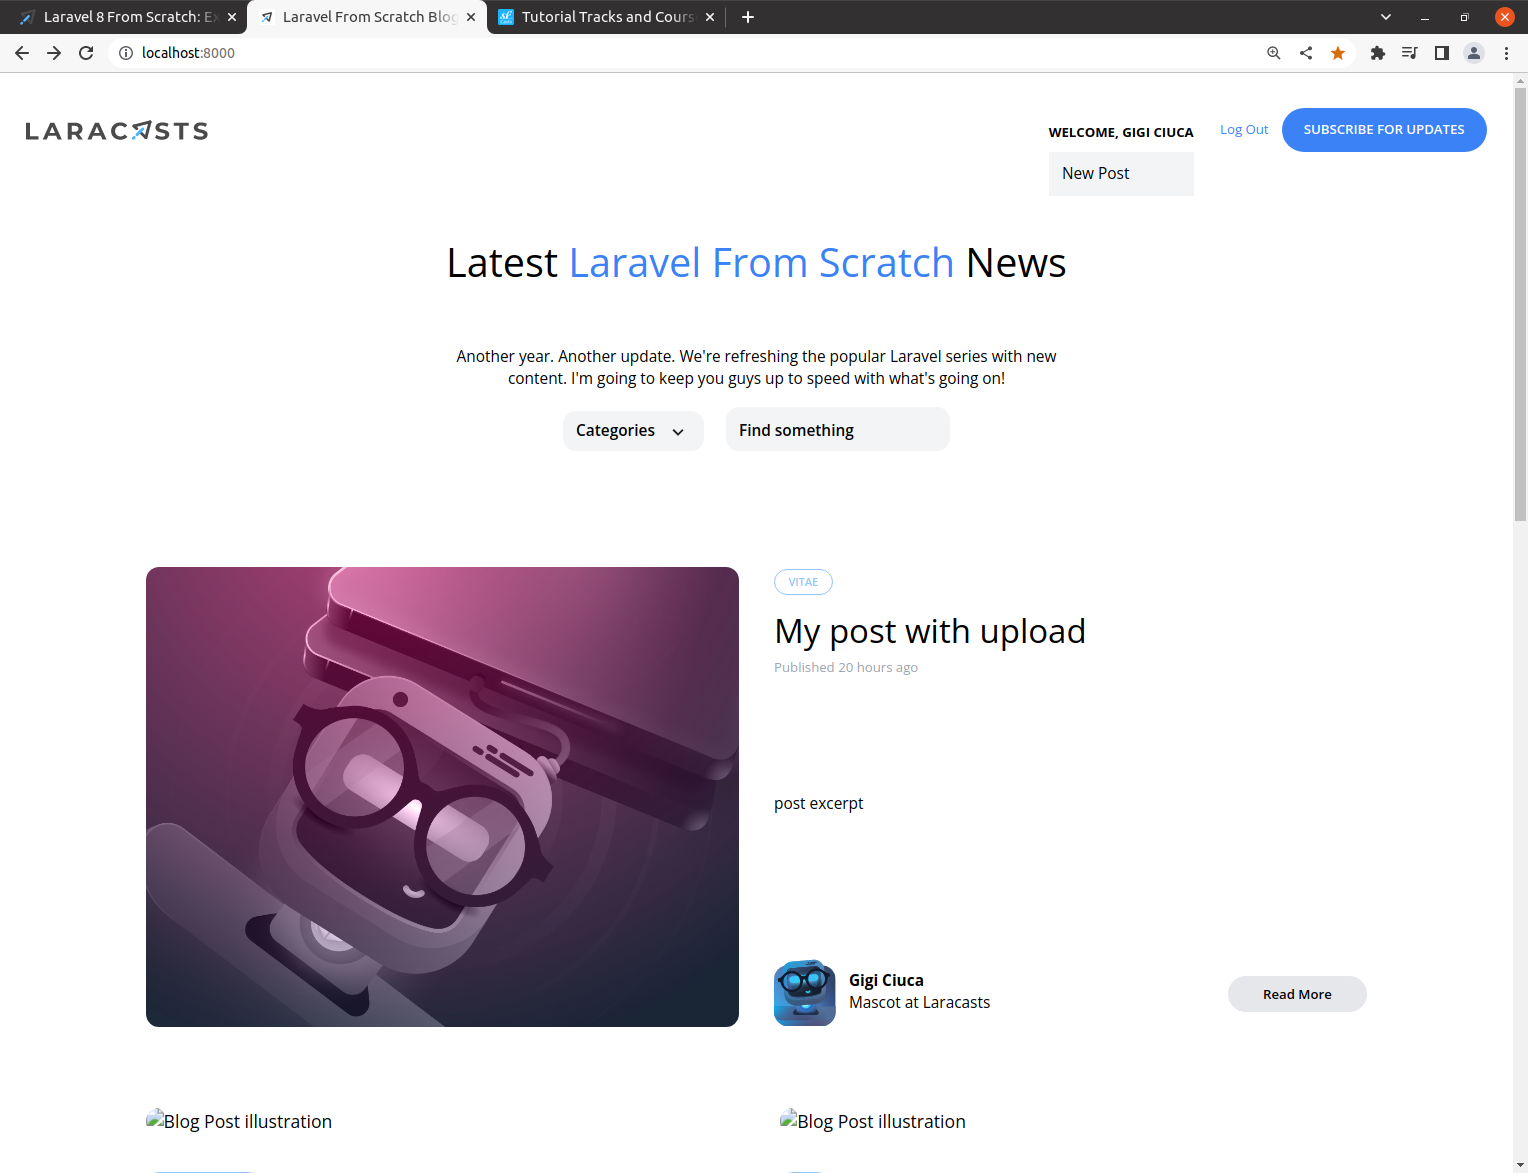 Laravel 8 From Scratch: Ex
Laravel From Scratch Blog
Tutorial Tracks and Cours
localhost:8000
LARACASTS
WELCOME, GIGI CIUCA
Log Out
SUBSCRIBE FOR UPDATES
New Post
Latest Laravel From Scratch News
Another year. Another update. We're refreshing the popular Laravel series with new
content. I'm going to keep you guys up to speed with what's going on!
Categories
Find something
VITAE
My post with upload
Published 20 hours ago
post excerpt
Gigi Ciuca
Mascot at Laracasts
Read More
Blog Post illustration
Blog Post illustration